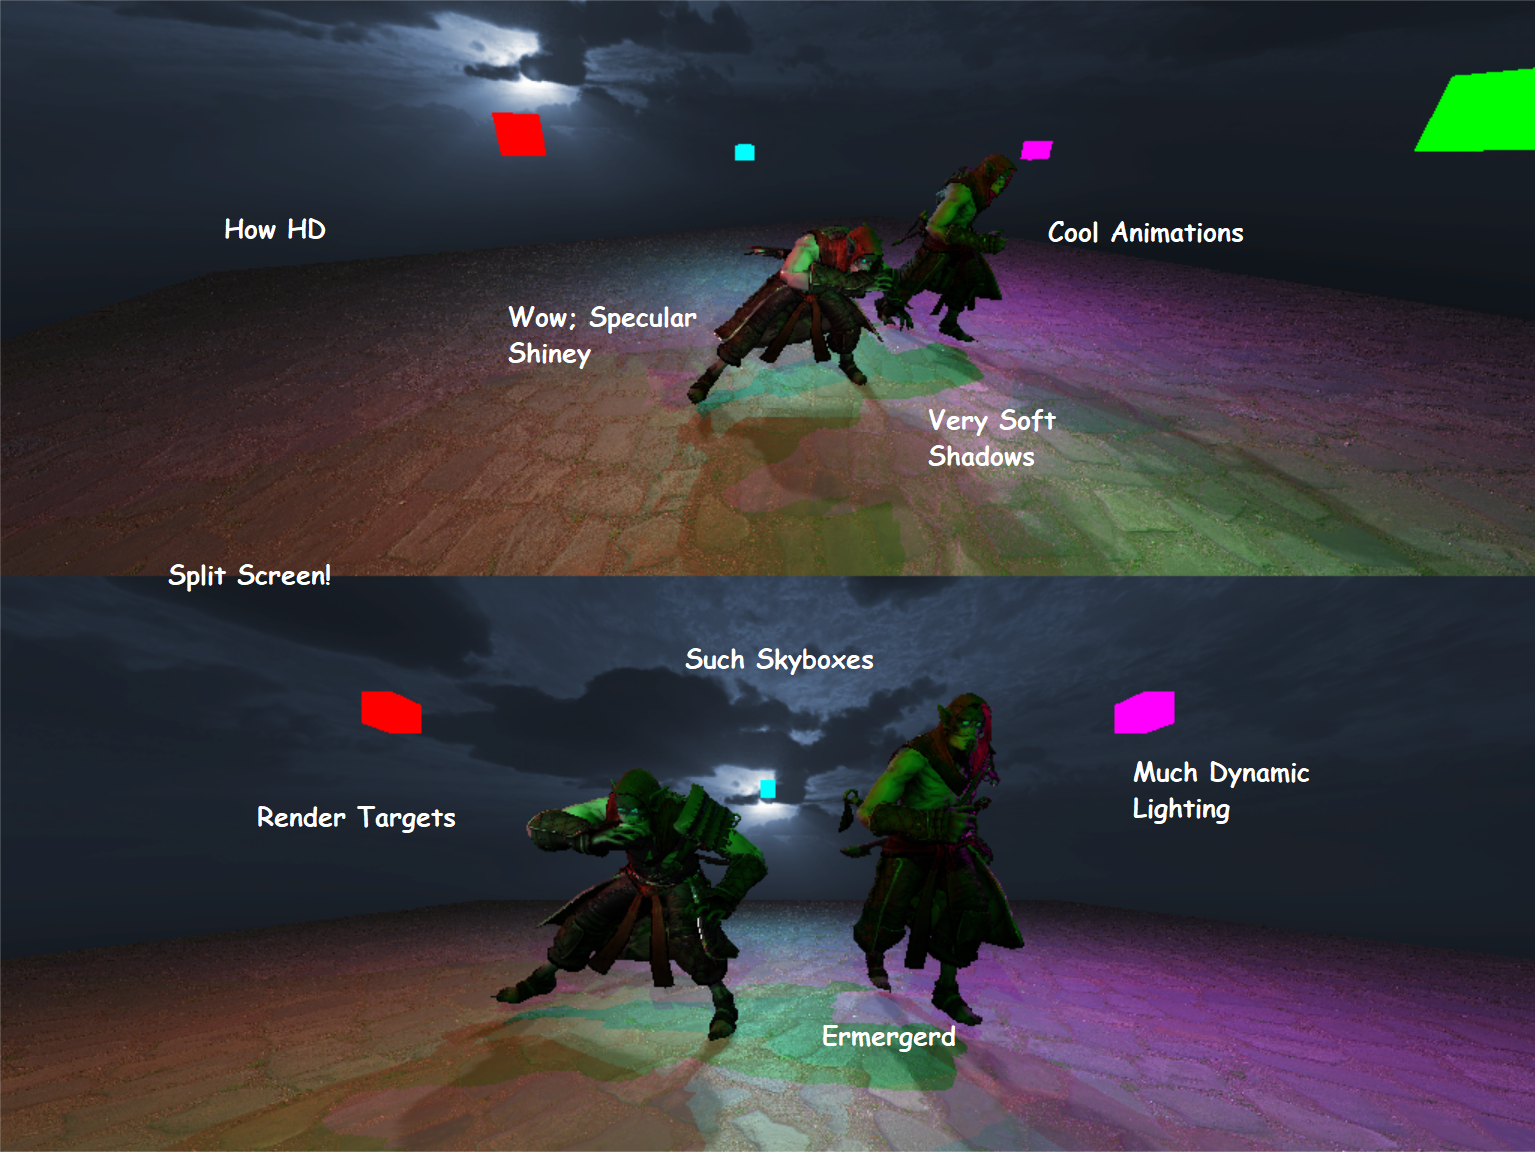 How HD
Cool Animations
Wow; Specular
Shiney
Very Soft
Shadows
Split Screen!
Such Skyboxes
Much Dynamic
Lighting
Render Targets
Ermergerd